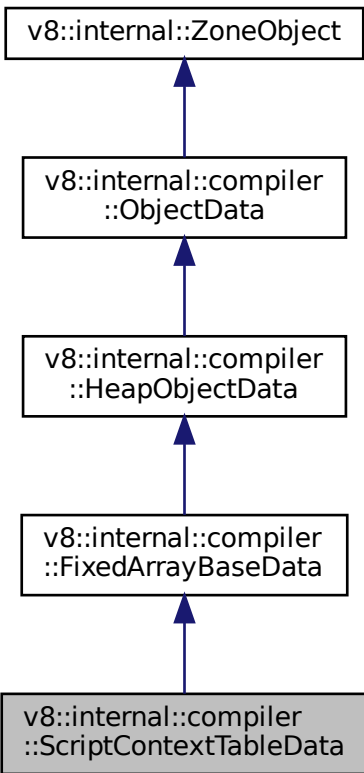 v8::internal::ZoneObject
v8::internal::compiler
::ObjectData
v8::internal::compiler
::HeapObjectData
v8::internal::compiler
::FixedArrayBaseData
v8::internal::compiler
::ScriptContextTableData